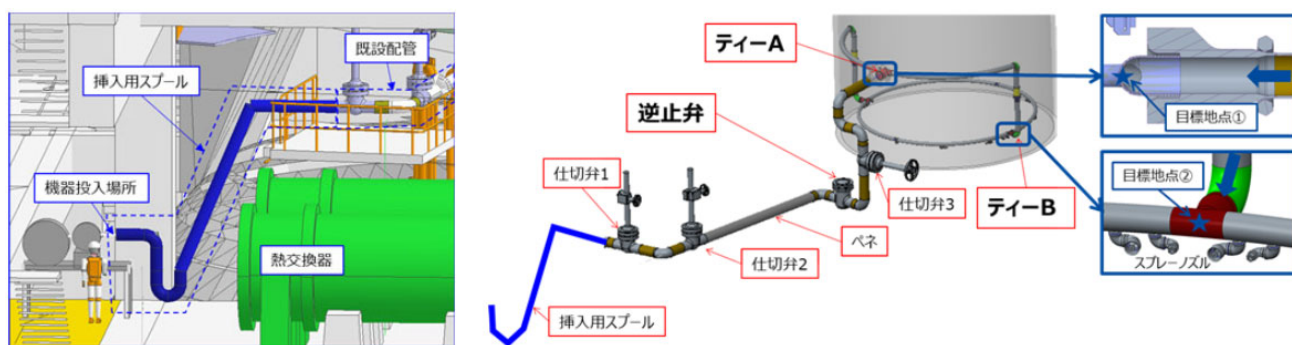 既設配管
挿入用スプール
機器投入場所
熱交換器
ティーA
逆止弁
仕切弁1
仕切弁2
仕切弁3
ペネ
ティーB
挿入用スプール
目標地点①
目標地点②
スプレーノズル